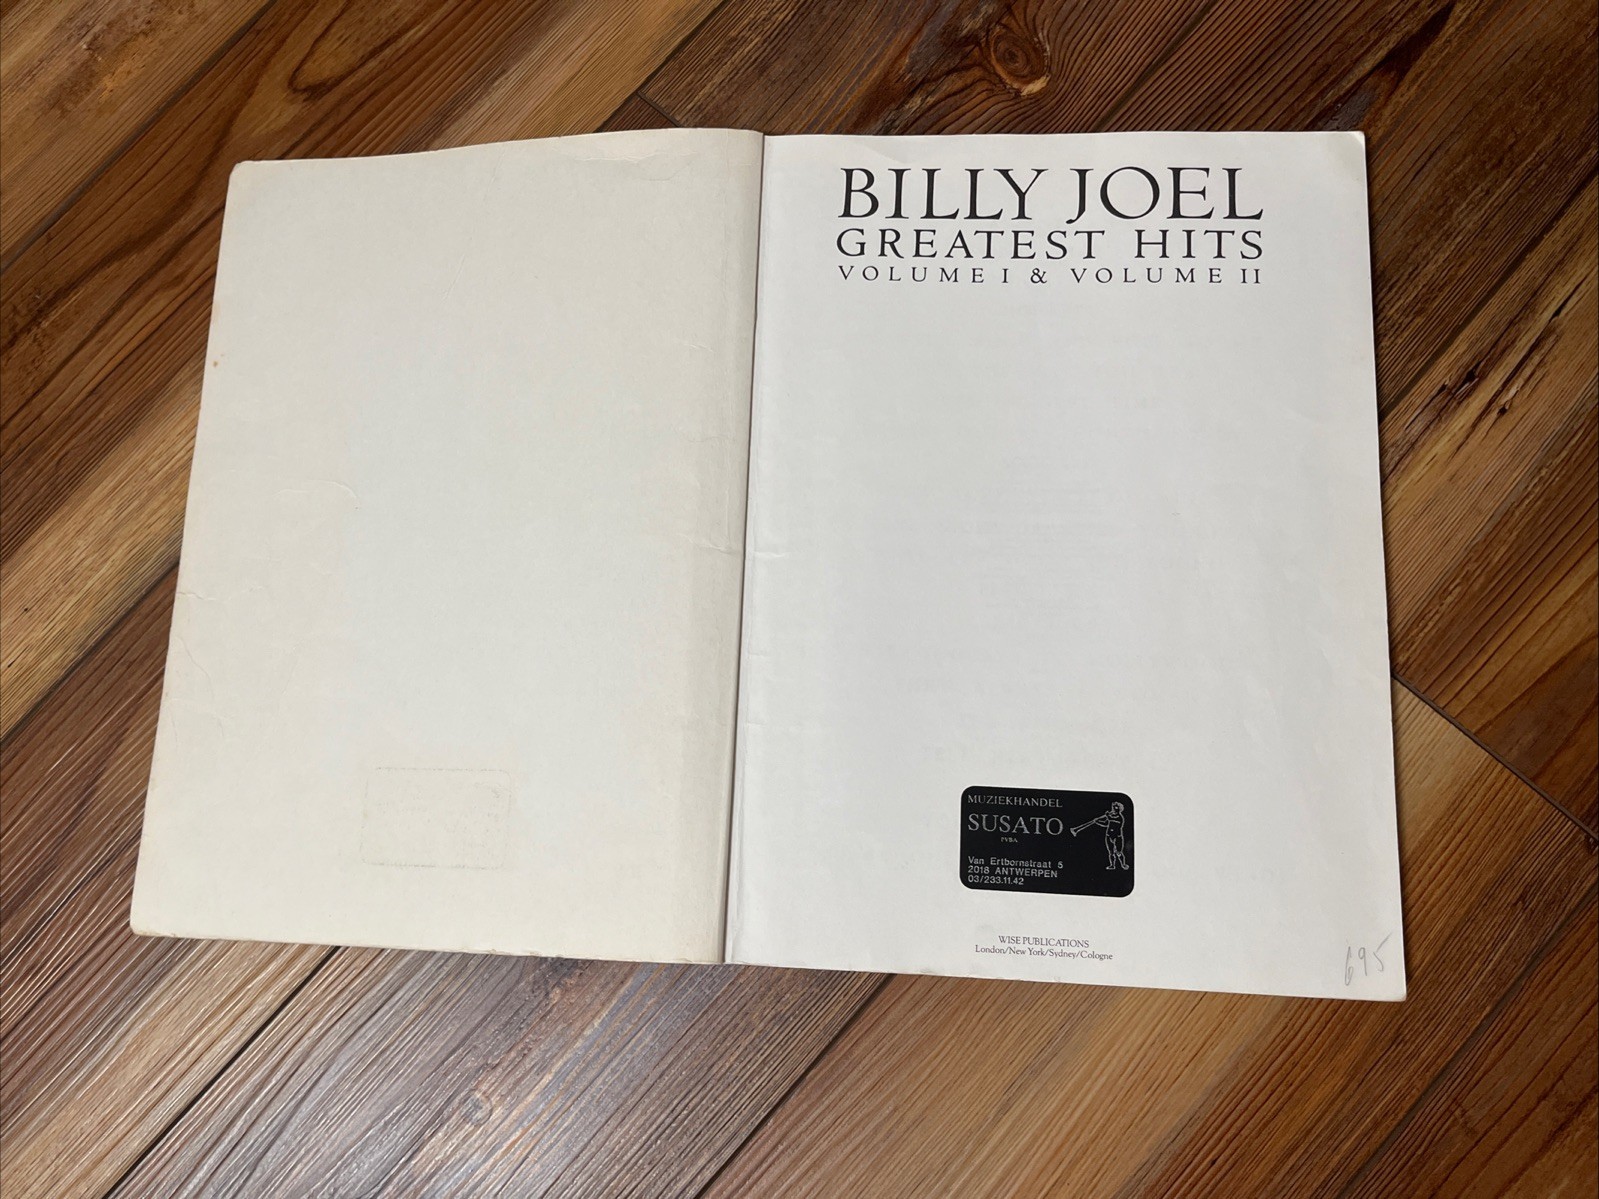 BILLY JOEL
GREATEST HITS
VOLUME I & VOLUME II
MUZIEKHANDEL
SUSATO
PVBA
Van Ertbornstraat 5
2018 ANTWERPEN
03/233.11.42
WISE PUBLICATIONS
London/New York/Sydney/Cologne
695